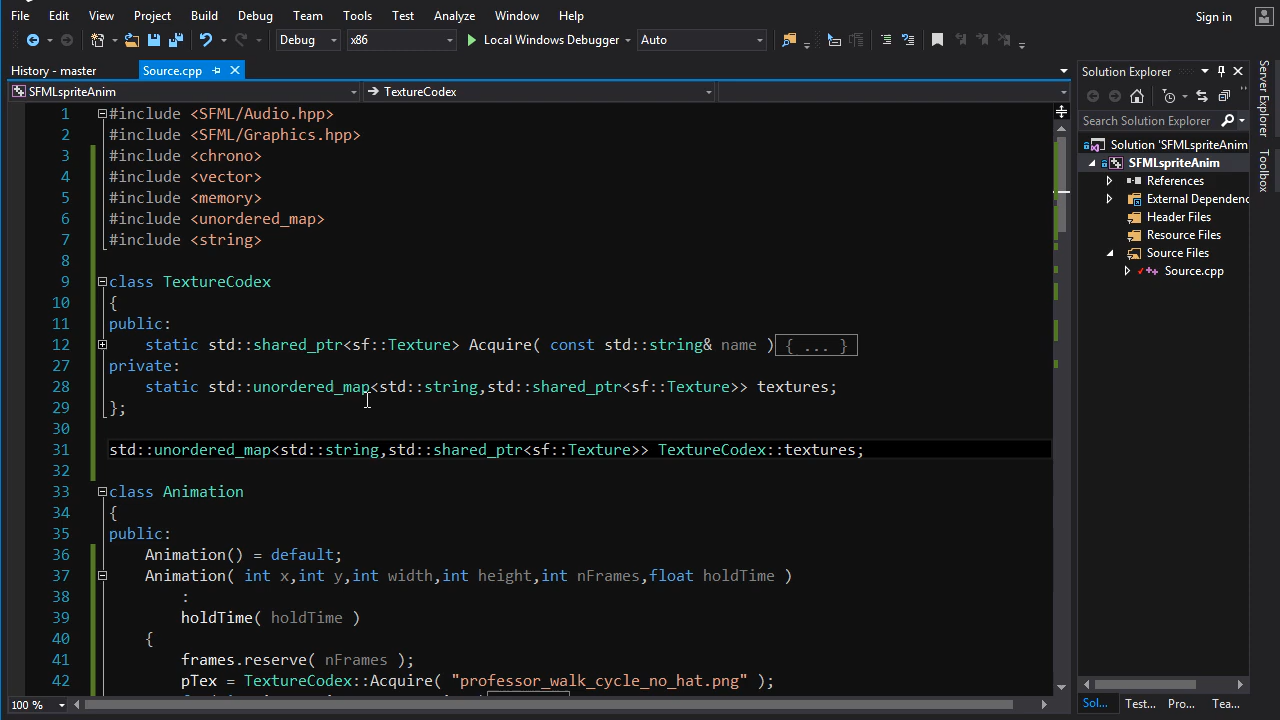 File Edit View Project Build Debug Team Tools Test Analyze Window Help Sign in
Debug x86 Local Windows Debugger Auto
History - master Source.cpp
SFMLspriteAnim TextureCodex
1 #include <SFML/Audio.hpp>
2 #include <SFML/Graphics.hpp>
3 #include <chrono>
4 #include <vector>
5 #include <memory>
6 #include <unordered_map>
7 #include <string>
8
9 class TextureCodex
10 {
11 public:
12 static std::shared_ptr<sf::Texture> Acquire( const std::string& name ){ ... }
27 private:
28 static std::unordered_map<std::string,std::shared_ptr<sf::Texture>> textures;
29 };
30
31 std::unordered_map<std::string,std::shared_ptr<sf::Texture>> TextureCodex::textures;
32
33 class Animation
34 {
35 public:
36 Animation() = default;
37 Animation( int x,int y,int width,int height,int nFrames,float holdTime )
38 :
39 holdTime( holdTime )
40 {
41 frames.reserve( nFrames );
42 pTex = TextureCodex::Acquire( "professor_walk_cycle_no_hat.png" );
100 %
Solution Explorer
Search Solution Explorer
Solution 'SFMLspriteAnim
SFMLspriteAnim
References
External Dependenc
Header Files
Resource Files
Source Files
Source.cpp
Sol... Test... Pro... Tea...
Server Explorer
Toolbox